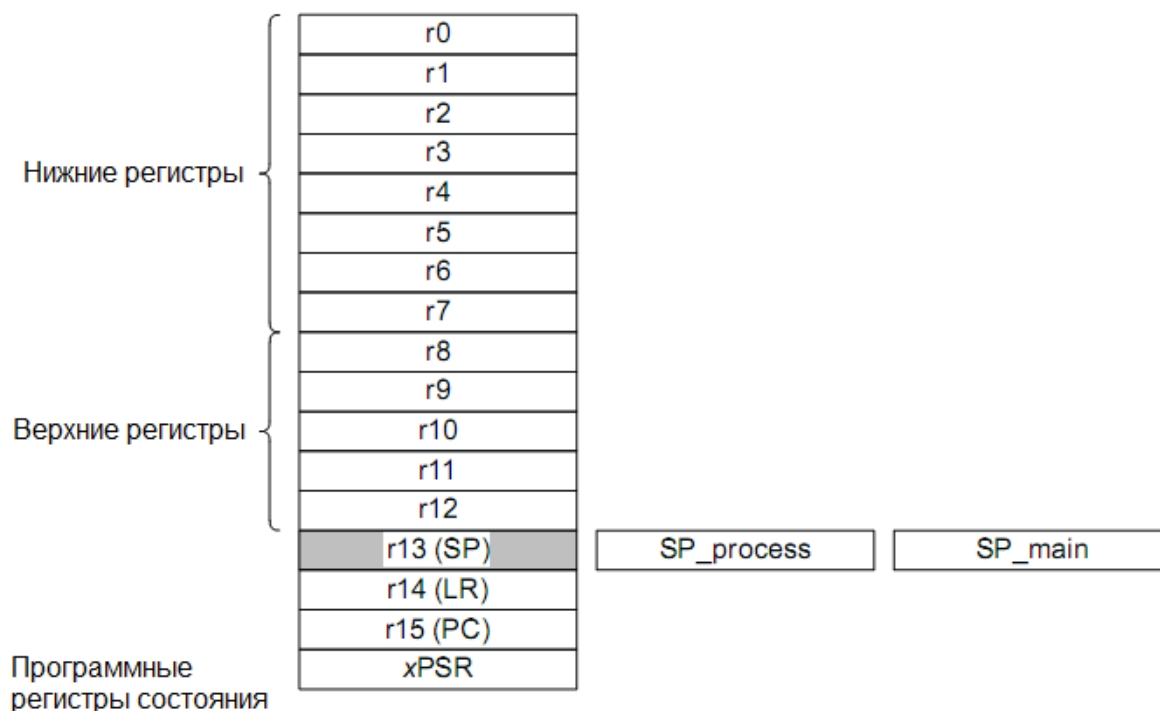 r0
r1
r2
r3
Нижние регистры
r4
r5
r6
r7
r8
r9
Верхние регистры
r10
r11
r12
r13 (SP) SP_process SP_main
r14 (LR)
r15 (PC)
Программные
регистры состояния
xPSR